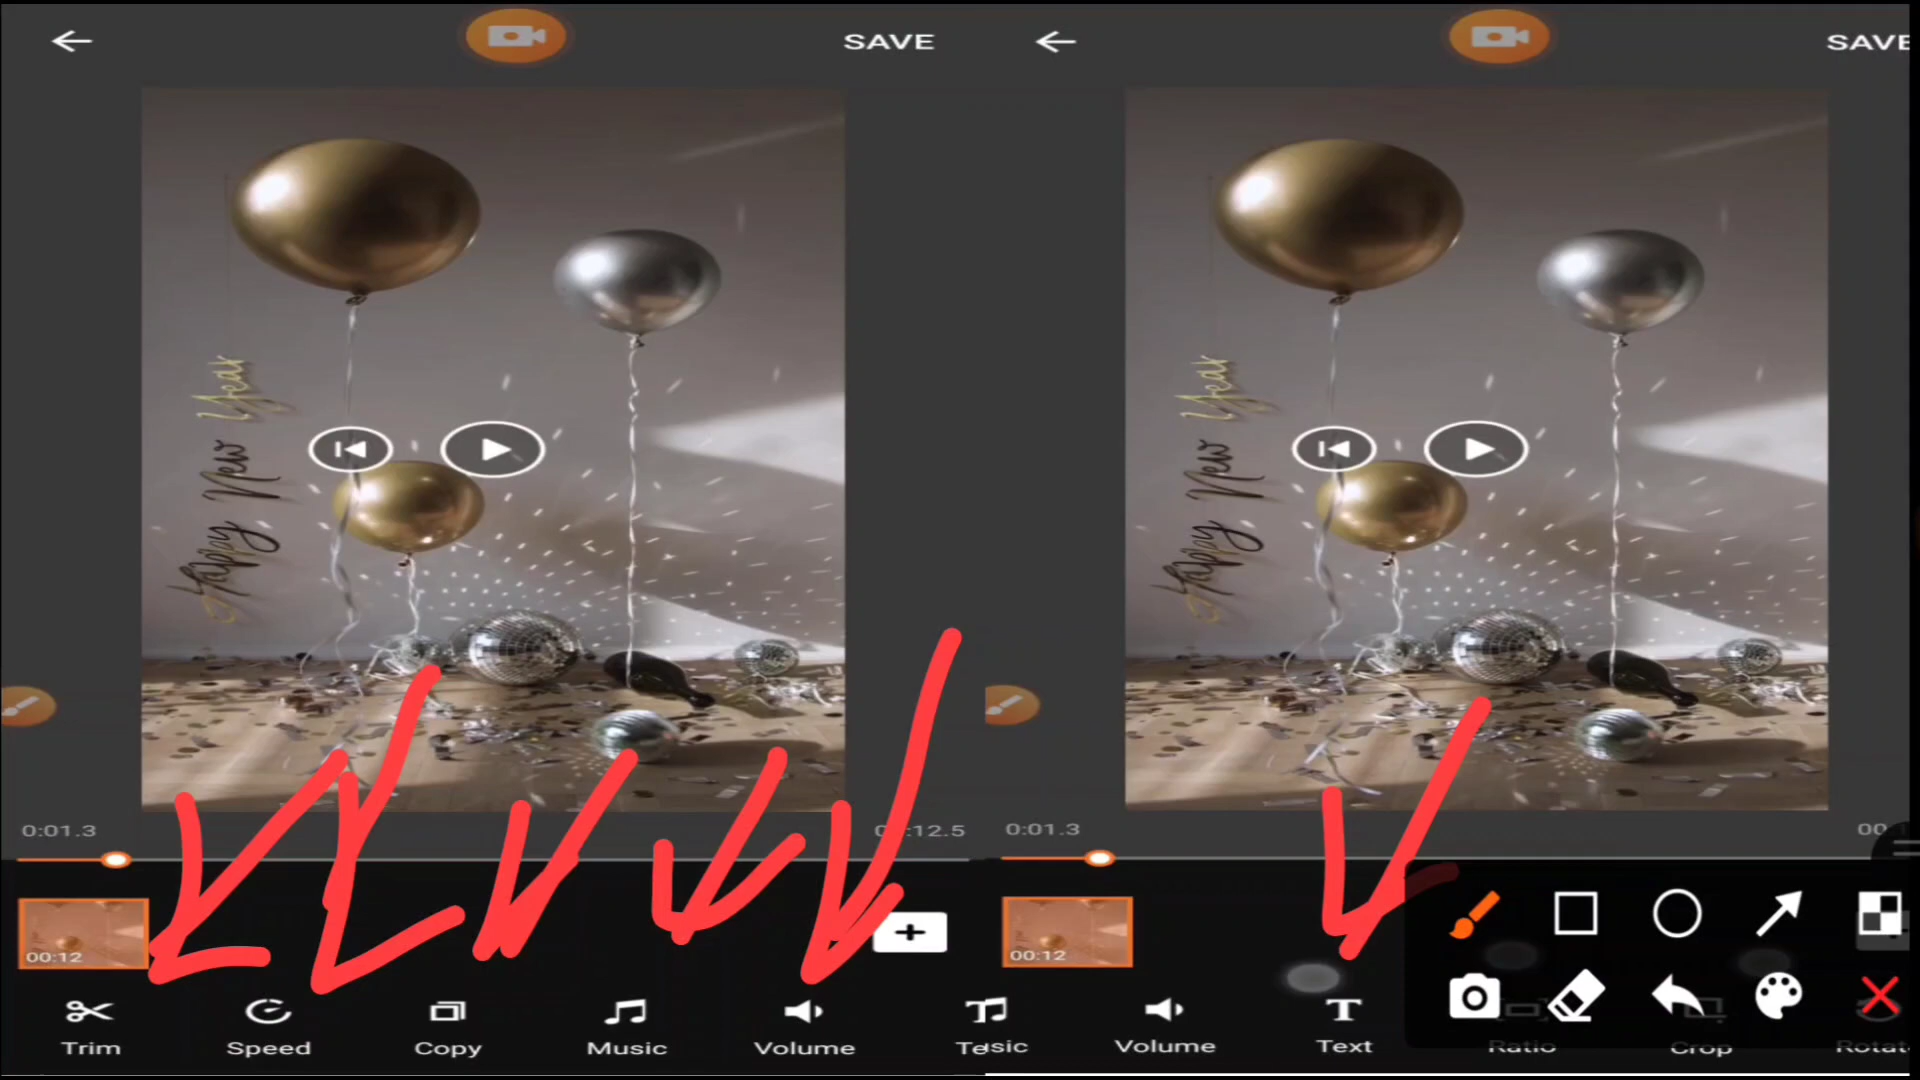 SAVE
SAVE
Happy New Year
Happy New Year
0:01.3
0:01.3
00:12
00:12
Trim
Speed
Copy
Music
Volume
Volume
Text
Ratio
Crop